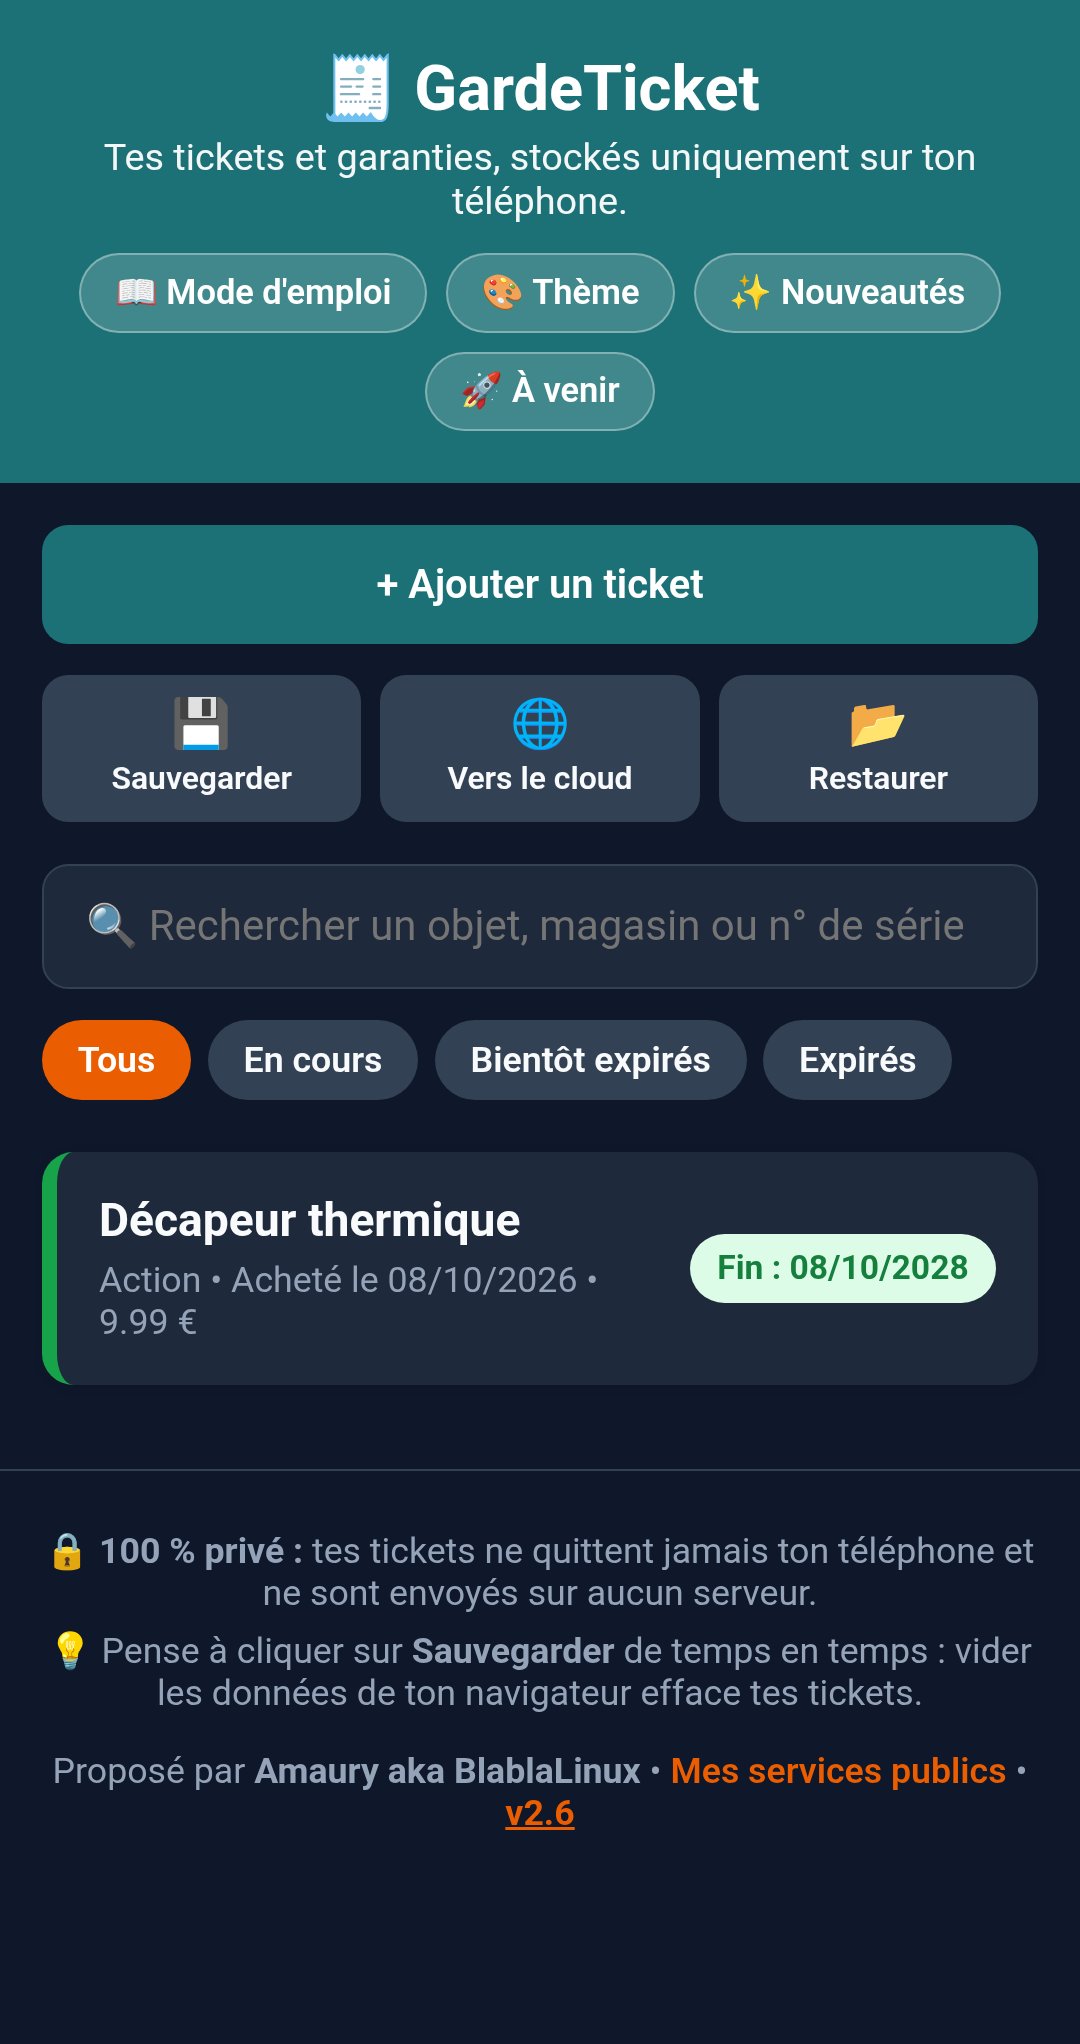 GardeTicket
Tes tickets et garanties, stockés uniquement sur ton
téléphone.
Mode d'emploi
Thème
Nouveautés
À venir
+ Ajouter un ticket
Sauvegarder
Vers le cloud
Restaurer
Rechercher un objet, magasin ou n° de série
Tous
En cours
Bientôt expirés
Expirés
Décapeur thermique
Action • Acheté le 08/10/2026 •
9.99 €
Fin : 08/10/2028
100 % privé : tes tickets ne quittent jamais ton téléphone et
ne sont envoyés sur aucun serveur.
Pense à cliquer sur Sauvegarder de temps en temps : vider
les données de ton navigateur efface tes tickets.
Proposé par Amaury aka BlablaLinux • Mes services publics •
v2.6